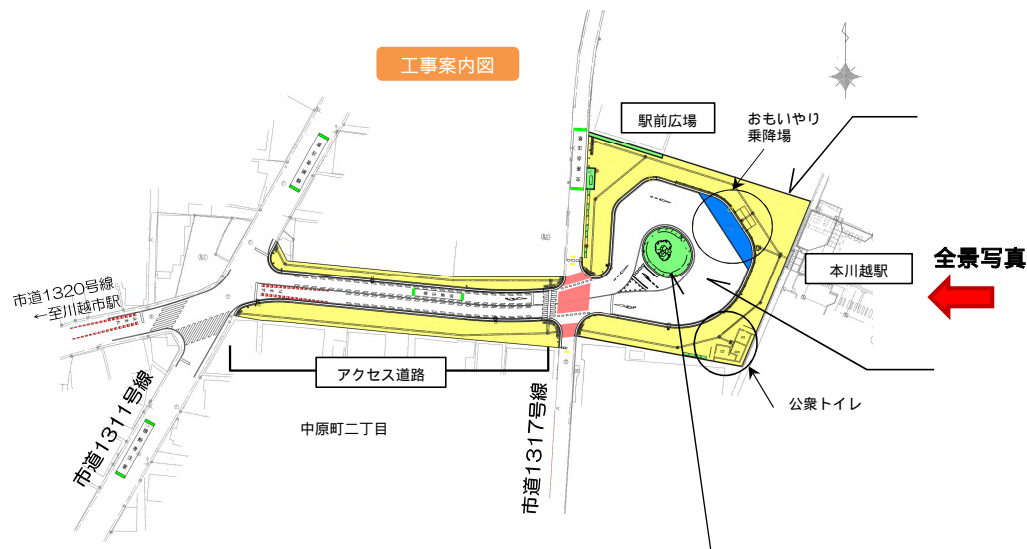 工事案内図
駅前広場
おもいやり
乗降場
本川越駅
全景写真
市道1320号線
←至川越市駅
アクセス道路
公衆トイレ
市道1311号線
中原町二丁目
市道1317号線